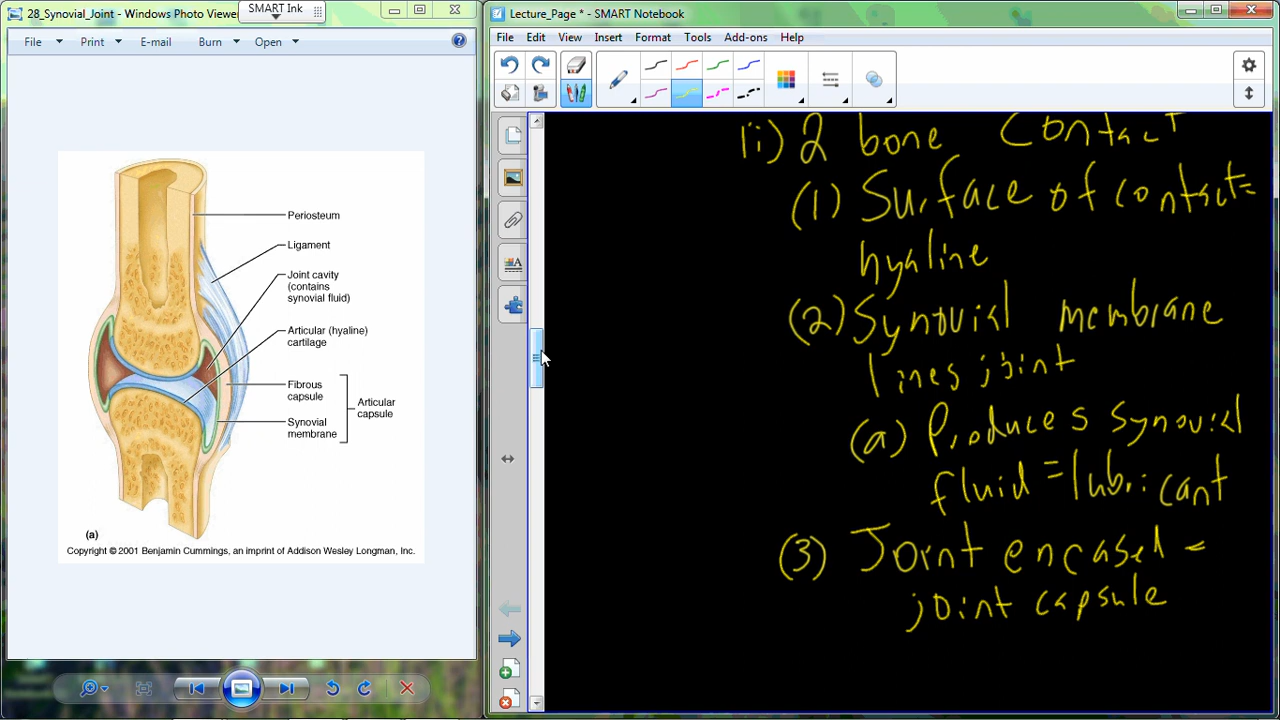 28_Synovial_Joint - Windows Photo Viewer
SMART Ink
File Print E-mail Burn Open
Periosteum
Ligament
Joint cavity
(contains
synovial fluid)
Articular (hyaline)
cartilage
Fibrous
capsule
Articular
capsule
Synovial
membrane
(a)
Copyright © 2001 Benjamin Cummings, an imprint of Addison Wesley Longman, Inc.
Lecture_Page * - SMART Notebook
File Edit View Insert Format Tools Add-ons Help
ii) 2 bone contact
(1) Surface of contact =
hyaline
(2) Synovial membrane
lines joint
(a) Produces synovial
fluid = lubricant
(3) Joint encased =
joint capsule